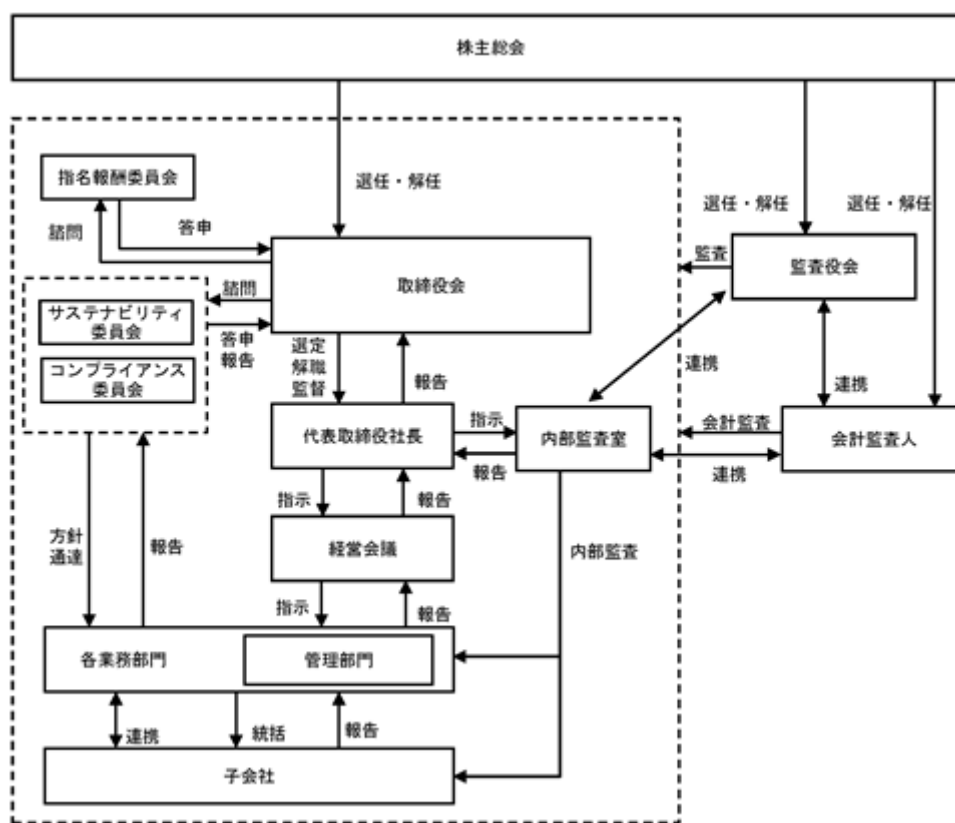 株主総会
指名報酬委員会
選任・解任
選任・解任
選任・解任
諮問
答申
取締役会
監査
監査役会
諮問
サステナビリティ
委員会
答申
報告
コンプライアンス
委員会
選定
解職
監督
報告
連携
連携
代表取締役社長
指示
報告
内部監査室
会計監査
連携
会計監査人
指示
報告
方針
通達
報告
経営会議
内部監査
指示
報告
各業務部門
管理部門
連携
統括
報告
子会社